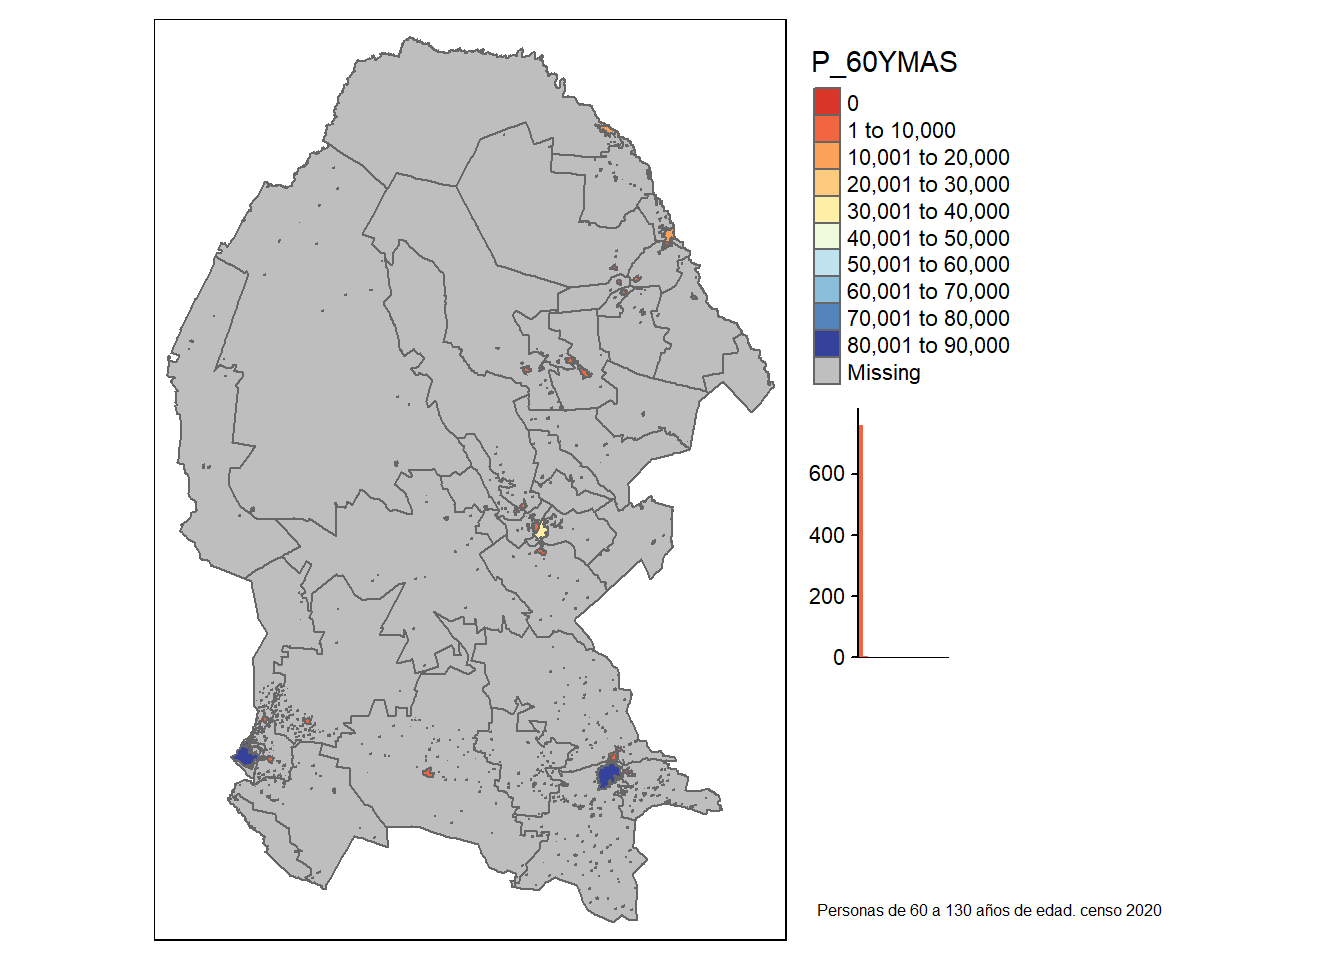 P_60YMAS
0
1 to 10,000
10,001 to 20,000
20,001 to 30,000
30,001 to 40,000
40,001 to 50,000
50,001 to 60,000
60,001 to 70,000
70,001 to 80,000
80,001 to 90,000
Missing
600
400
200
0
Personas de 60 a 130 años de edad. censo 2020